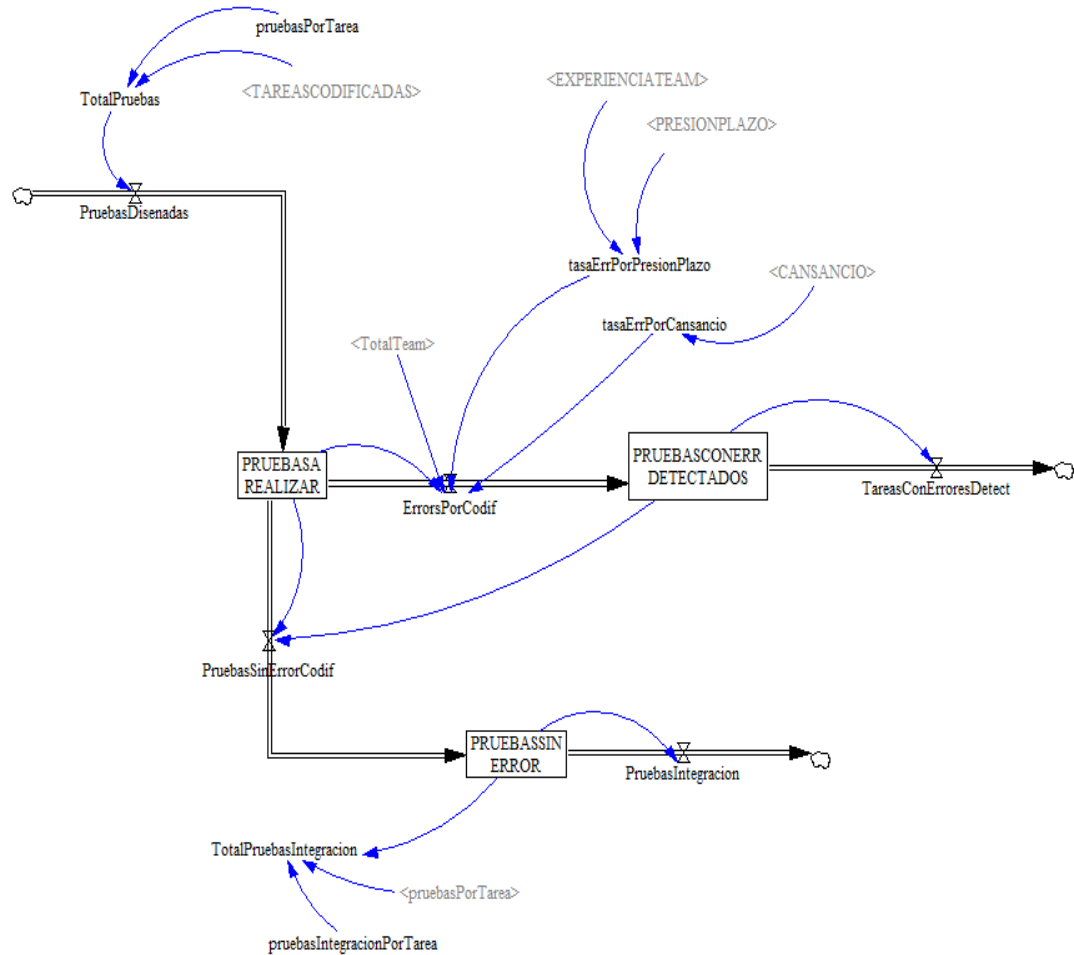 pruebasPorTarea
<TAREASCODIFICADAS>
TotalPruebas
<EXPERIENCIATEAM>
<PRESIONPLAZO>
PruebasDisenadas
tasaErrPorPresionPlazo
<CANSANCIO>
tasaErrPorCansancio
<TotalTeam>
PRUEBASA
REALIZAR
ErrorsPorCodif
PRUEBASCONERR
DETECTADOS
TareasConErroresDetect
PruebasSinErrorCodif
PRUEBASSIN
ERROR
PruebasIntegracion
TotalPruebasIntegracion
<pruebasPorTarea>
pruebasIntegracionPorTarea